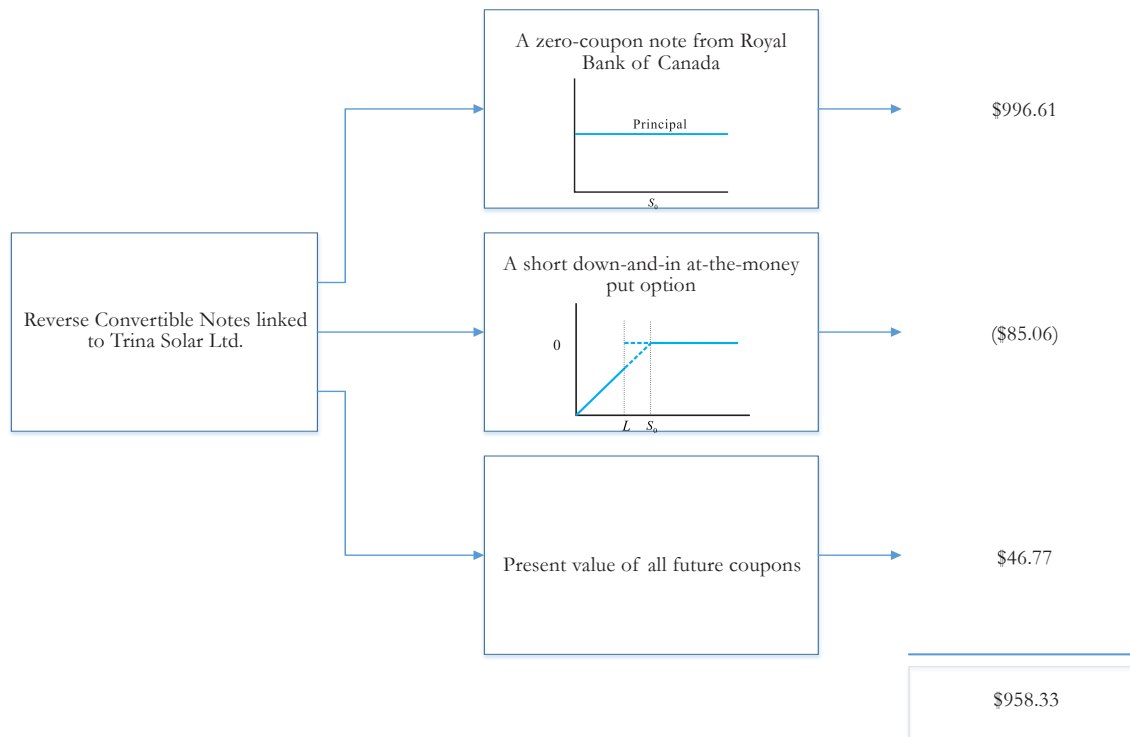 A zero-coupon note from Royal
Bank of Canada
Principal
S₀
$996.61
Reverse Convertible Notes linked
to Trina Solar Ltd.
A short down-and-in at-the-money
put option
0
L S₀
($85.06)
Present value of all future coupons
$46.77
$958.33